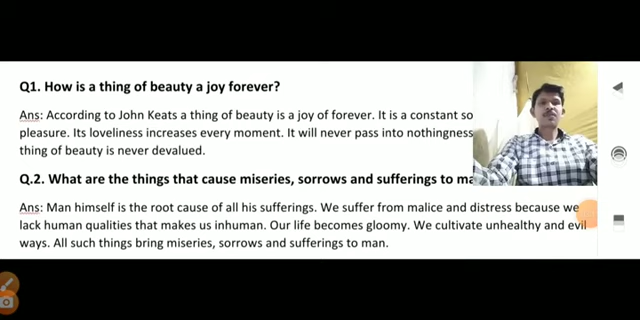 Q1. How is a thing of beauty a joy forever?
Ans: According to John Keats a thing of beauty is a joy of forever. It is a constant so
pleasure. Its loveliness increases every moment. It will never pass into nothingness
thing of beauty is never devalued.
Q.2. What are the things that cause miseries, sorrows and sufferings to
Ans: Man himself is the root cause of all his sufferings. We suffer from malice and distress because we
lack human qualities that makes us inhuman. Our life becomes gloomy. We cultivate unhealthy and evil
ways. All such things bring miseries, sorrows and sufferings to man.